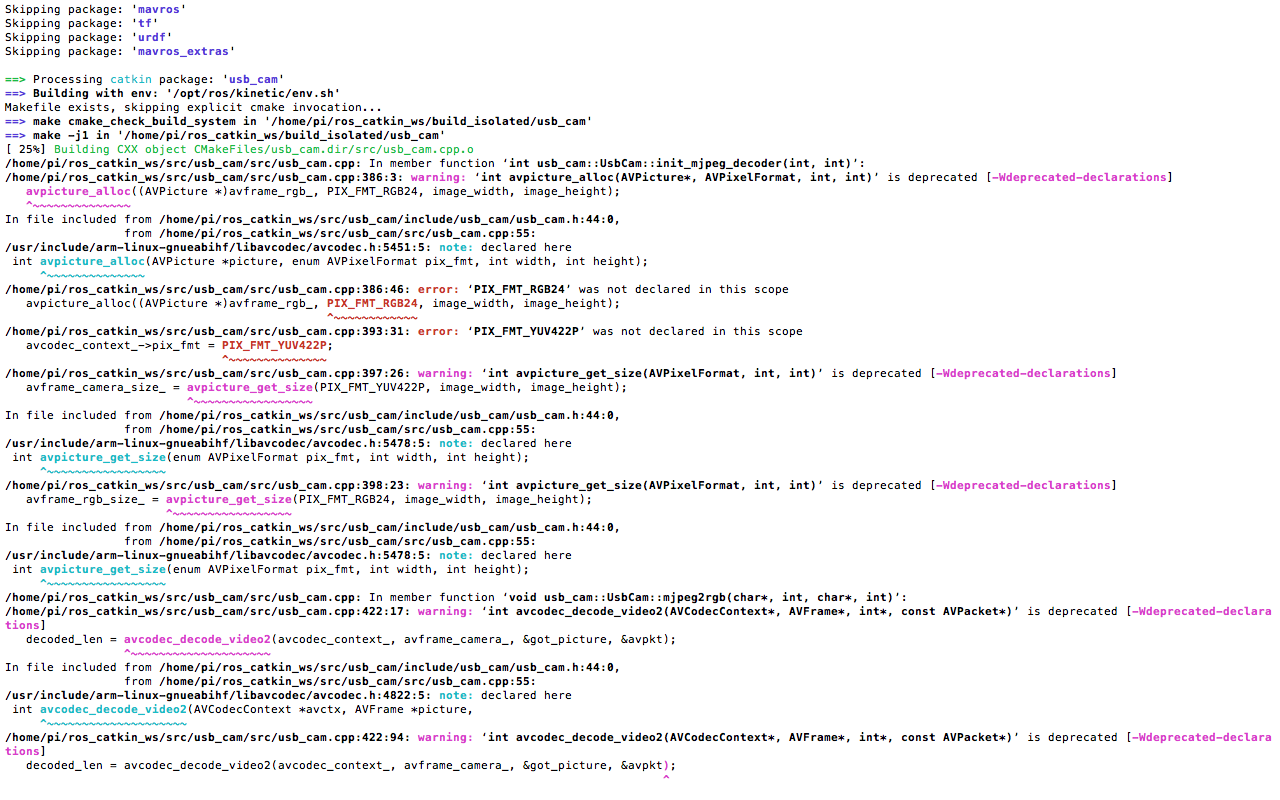 Skipping package: 'mavros'
Skipping package: 'tf'
Skipping package: 'urdf'
Skipping package: 'mavros_extras'
==> Processing catkin package: 'usb_cam'
==> Building with env: '/opt/ros/kinetic/env.sh'
Makefile exists, skipping explicit cmake invocation...
==> make cmake_check_build_system in '/home/pi/ros_catkin_ws/build_isolated/usb_cam'
==> make -j1 in '/home/pi/ros_catkin_ws/build_isolated/usb_cam'
[ 25%] Building CXX object CMakeFiles/usb_cam.dir/src/usb_cam.cpp.o
/home/pi/ros_catkin_ws/src/usb_cam/src/usb_cam.cpp: In member function ‘int usb_cam::UsbCam::init_mjpeg_decoder(int, int)’:
/home/pi/ros_catkin_ws/src/usb_cam/src/usb_cam.cpp:386:3: warning: ‘int avpicture_alloc(AVPicture*, AVPixelFormat, int, int)’ is deprecated [-Wdeprecated-declarations]
   avpicture_alloc((AVPicture *)avframe_rgb_, PIX_FMT_RGB24, image_width, image_height);
   ^~~~~~~~~~~~~~~
In file included from /home/pi/ros_catkin_ws/src/usb_cam/include/usb_cam/usb_cam.h:44:0,
                 from /home/pi/ros_catkin_ws/src/usb_cam/src/usb_cam.cpp:55:
/usr/include/arm-linux-gnueabihf/libavcodec/avcodec.h:5451:5: note: declared here
 int avpicture_alloc(AVPicture *picture, enum AVPixelFormat pix_fmt, int width, int height);
     ^~~~~~~~~~~~~~~
/home/pi/ros_catkin_ws/src/usb_cam/src/usb_cam.cpp:386:46: error: ‘PIX_FMT_RGB24’ was not declared in this scope
   avpicture_alloc((AVPicture *)avframe_rgb_, PIX_FMT_RGB24, image_width, image_height);
                                              ^~~~~~~~~~~~~
/home/pi/ros_catkin_ws/src/usb_cam/src/usb_cam.cpp:393:31: error: ‘PIX_FMT_YUV422P’ was not declared in this scope
   avcodec_context_->pix_fmt = PIX_FMT_YUV422P;
                               ^~~~~~~~~~~~~~~
/home/pi/ros_catkin_ws/src/usb_cam/src/usb_cam.cpp:397:26: warning: ‘int avpicture_get_size(AVPixelFormat, int, int)’ is deprecated [-Wdeprecated-declarations]
   avframe_camera_size_ = avpicture_get_size(PIX_FMT_YUV422P, image_width, image_height);
                          ^~~~~~~~~~~~~~~~~~
In file included from /home/pi/ros_catkin_ws/src/usb_cam/include/usb_cam/usb_cam.h:44:0,
                 from /home/pi/ros_catkin_ws/src/usb_cam/src/usb_cam.cpp:55:
/usr/include/arm-linux-gnueabihf/libavcodec/avcodec.h:5478:5: note: declared here
 int avpicture_get_size(enum AVPixelFormat pix_fmt, int width, int height);
     ^~~~~~~~~~~~~~~~~~
/home/pi/ros_catkin_ws/src/usb_cam/src/usb_cam.cpp:398:23: warning: ‘int avpicture_get_size(AVPixelFormat, int, int)’ is deprecated [-Wdeprecated-declarations]
   avframe_rgb_size_ = avpicture_get_size(PIX_FMT_RGB24, image_width, image_height);
                       ^~~~~~~~~~~~~~~~~~
In file included from /home/pi/ros_catkin_ws/src/usb_cam/include/usb_cam/usb_cam.h:44:0,
                 from /home/pi/ros_catkin_ws/src/usb_cam/src/usb_cam.cpp:55:
/usr/include/arm-linux-gnueabihf/libavcodec/avcodec.h:5478:5: note: declared here
 int avpicture_get_size(enum AVPixelFormat pix_fmt, int width, int height);
     ^~~~~~~~~~~~~~~~~~
/home/pi/ros_catkin_ws/src/usb_cam/src/usb_cam.cpp: In member function ‘void usb_cam::UsbCam::mjpeg2rgb(char*, int, char*, int)’:
/home/pi/ros_catkin_ws/src/usb_cam/src/usb_cam.cpp:422:17: warning: ‘int avcodec_decode_video2(AVCodecContext*, AVFrame*, int*, const AVPacket*)’ is deprecated [-Wdeprecated-declara
tions]
   decoded_len = avcodec_decode_video2(avcodec_context_, avframe_camera_, &got_picture, &avpkt);
                 ^~~~~~~~~~~~~~~~~~~~~
In file included from /home/pi/ros_catkin_ws/src/usb_cam/include/usb_cam/usb_cam.h:44:0,
                 from /home/pi/ros_catkin_ws/src/usb_cam/src/usb_cam.cpp:55:
/usr/include/arm-linux-gnueabihf/libavcodec/avcodec.h:4822:5: note: declared here
 int avcodec_decode_video2(AVCodecContext *avctx, AVFrame *picture,
     ^~~~~~~~~~~~~~~~~~~~~
/home/pi/ros_catkin_ws/src/usb_cam/src/usb_cam.cpp:422:94: warning: ‘int avcodec_decode_video2(AVCodecContext*, AVFrame*, int*, const AVPacket*)’ is deprecated [-Wdeprecated-declara
tions]
   decoded_len = avcodec_decode_video2(avcodec_context_, avframe_camera_, &got_picture, &avpkt);
                                                                                              ^